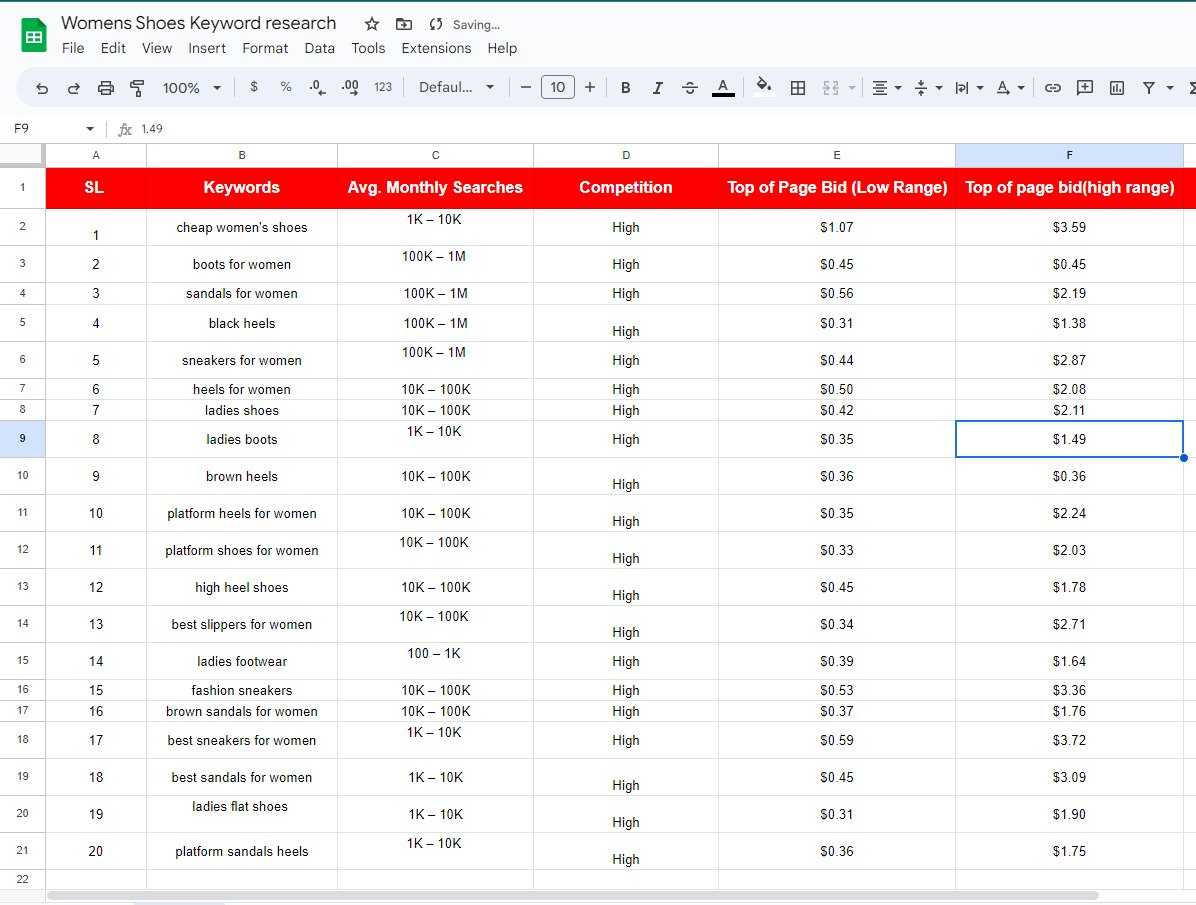 Womens Shoes Keyword research Saving...
File Edit View Insert Format Data Tools Extensions Help
100% $ % .0 .00 123 Defaul... − 10 + B I A A
F9 fx 1.49
A B C D E F
1 SL Keywords Avg. Monthly Searches Competition Top of Page Bid (Low Range) Top of page bid(high range)
2 1 cheap women's shoes 1K – 10K High $1.07 $3.59
3 2 boots for women 100K – 1M High $0.45 $0.45
4 3 sandals for women 100K – 1M High $0.56 $2.19
5 4 black heels 100K – 1M High $0.31 $1.38
6 5 sneakers for women 100K – 1M High $0.44 $2.87
7 6 heels for women 10K – 100K High $0.50 $2.08
8 7 ladies shoes 10K – 100K High $0.42 $2.11
9 8 ladies boots 1K – 10K High $0.35 $1.49
10 9 brown heels 10K – 100K High $0.36 $0.36
11 10 platform heels for women 10K – 100K High $0.35 $2.24
12 11 platform shoes for women 10K – 100K High $0.33 $2.03
13 12 high heel shoes 10K – 100K High $0.45 $1.78
14 13 best slippers for women 10K – 100K High $0.34 $2.71
15 14 ladies footwear 100 – 1K High $0.39 $1.64
16 15 fashion sneakers 10K – 100K High $0.53 $3.36
17 16 brown sandals for women 10K – 100K High $0.37 $1.76
18 17 best sneakers for women 1K – 10K High $0.59 $3.72
19 18 best sandals for women 1K – 10K High $0.45 $3.09
20 19 ladies flat shoes 1K – 10K High $0.31 $1.90
21 20 platform sandals heels 1K – 10K High $0.36 $1.75
22